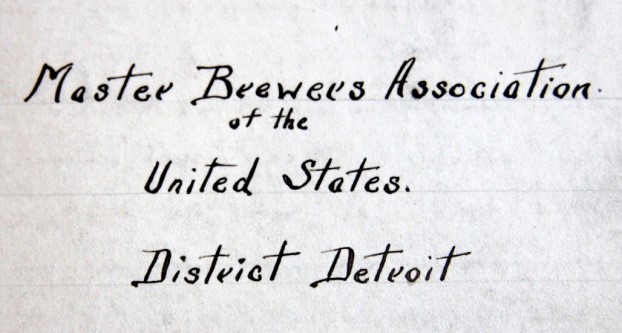 Master Brewers Association.
of the
United States.
District Detroit